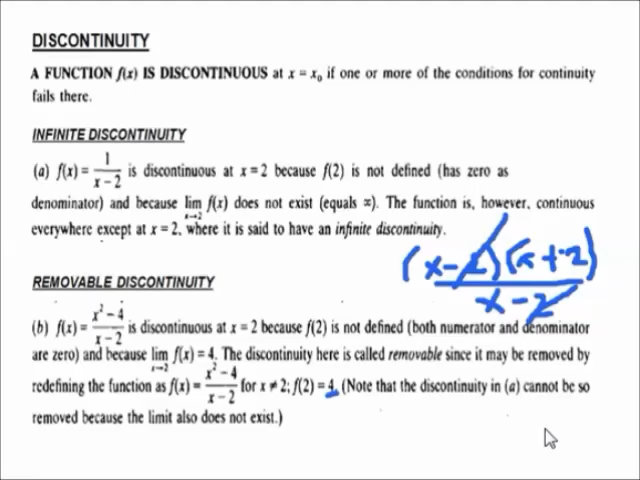 DISCONTINUITY
A FUNCTION f(x) IS DISCONTINUOUS at x = x₀ if one or more of the conditions for continuity
fails there.
INFINITE DISCONTINUITY
(a) f(x) = 1/(x − 2) is discontinuous at x = 2 because f(2) is not defined (has zero as
denominator) and because lim x→2 f(x) does not exist (equals ∞). The function is, however, continuous
everywhere except at x = 2, where it is said to have an infinite discontinuity.
(x − 2)(x + 2)
x − 2
REMOVABLE DISCONTINUITY
(b) f(x) = (x² − 4)/(x − 2) is discontinuous at x = 2 because f(2) is not defined (both numerator and denominator
are zero) and because lim x→2 f(x) = 4. The discontinuity here is called removable since it may be removed by
redefining the function as f(x) = (x² − 4)/(x − 2) for x ≠ 2; f(2) = 4. (Note that the discontinuity in (a) cannot be so
removed because the limit also does not exist.)